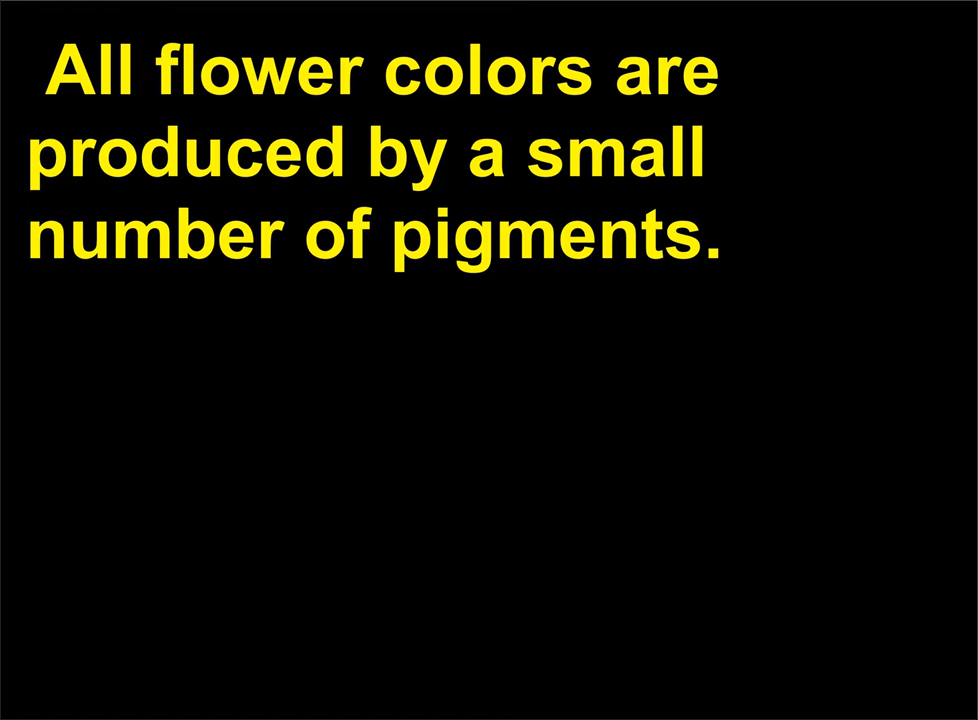 All flower colors are
produced by a small
number of pigments.